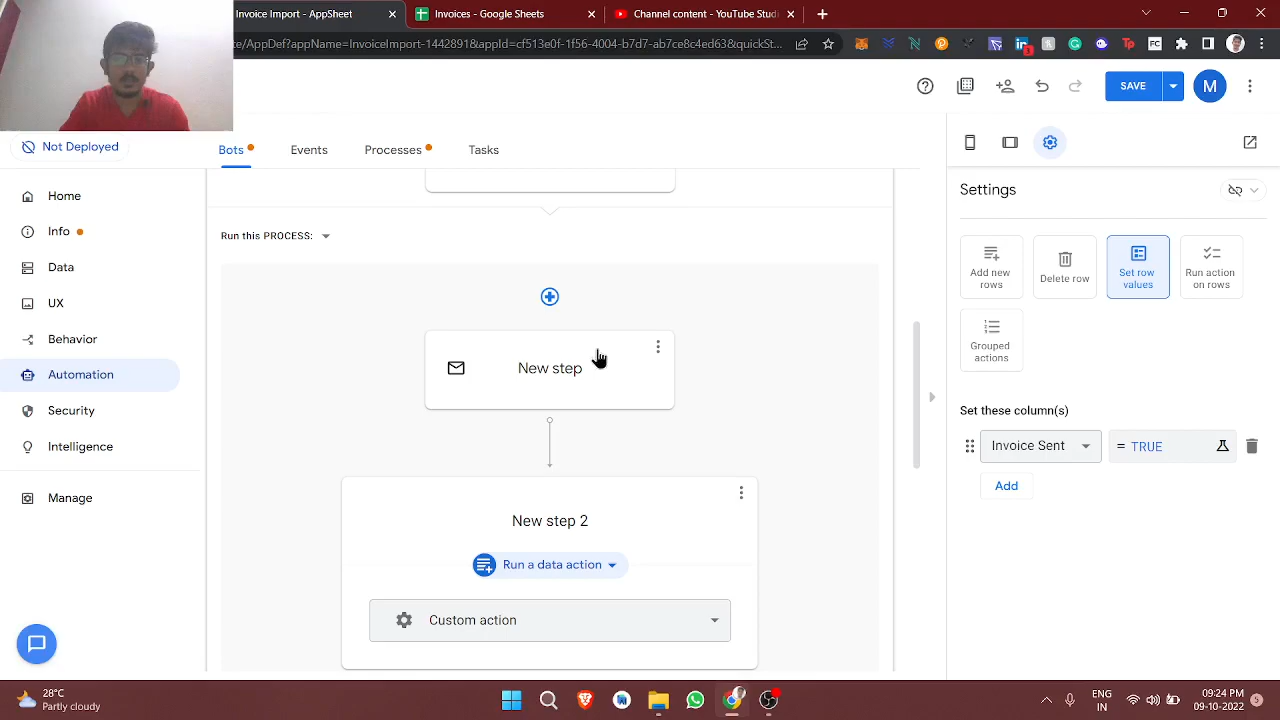 Invoice Import - AppSheet
Invoices - Google Sheets
Channel content - YouTube Stud
te/AppDef?appName=InvoiceImport-1442891&appId=cf513e0f-1f56-4004-b7d7-ab7ce8c4ed63&quickSt...
SAVE
M
Not Deployed
Bots
Events
Processes
Tasks
Home
Info
Data
UX
Behavior
Automation
Security
Intelligence
Manage
Run this PROCESS:
New step
New step 2
Run a data action
Custom action
Settings
Add new
rows
Delete row
Set row
values
Run action
on rows
Grouped
actions
Set these column(s)
Invoice Sent
= TRUE
Add
28°C
Partly cloudy
ENG
IN
09:24 PM
09-10-2022
5